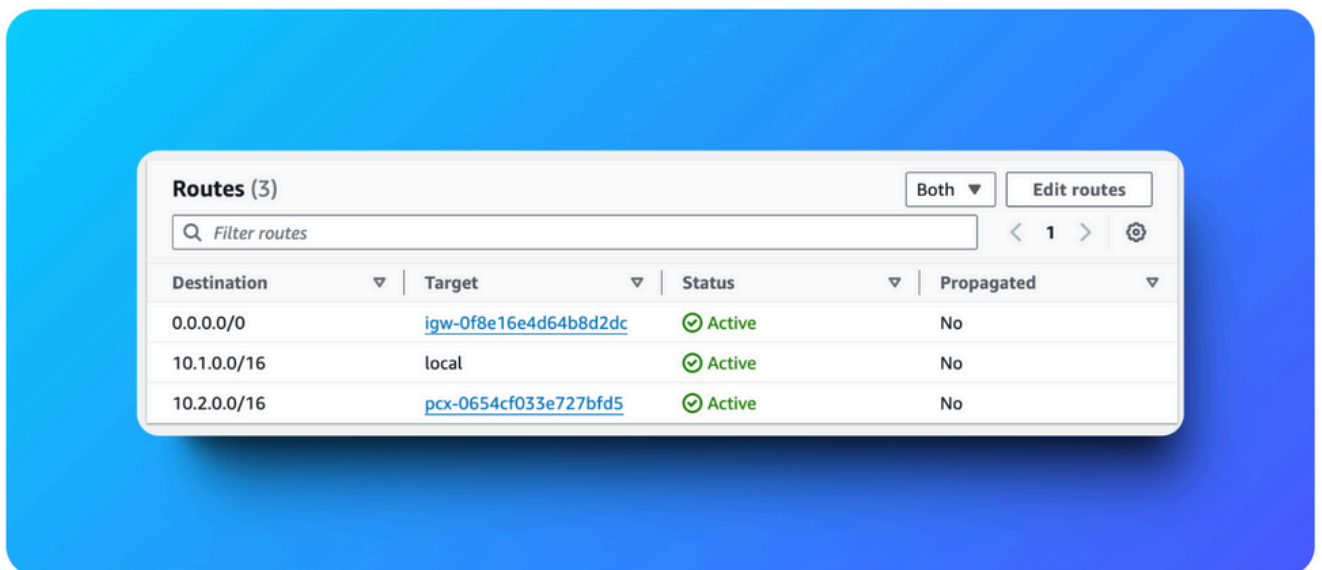 Routes (3)
Both
Edit routes
Filter routes
1
Destination Target Status Propagated
0.0.0.0/0 igw-0f8e16e4d64b8d2dc Active No
10.1.0.0/16 local Active No
10.2.0.0/16 pcx-0654cf033e727bfd5 Active No